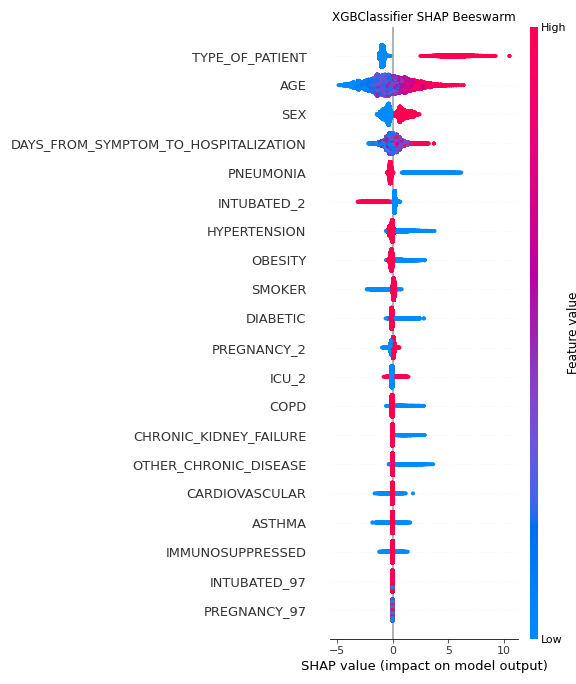 XGBClassifier SHAP Beeswarm
High
TYPE_OF_PATIENT
AGE
SEX
DAYS_FROM_SYMPTOM_TO_HOSPITALIZATION
PNEUMONIA
INTUBATED_2
HYPERTENSION
OBESITY
SMOKER
DIABETIC
PREGNANCY_2
ICU_2
COPD
CHRONIC_KIDNEY_FAILURE
OTHER_CHRONIC_DISEASE
CARDIOVASCULAR
ASTHMA
IMMUNOSUPPRESSED
INTUBATED_97
PREGNANCY_97
Feature value
Low
−5 0 5 10
SHAP value (impact on model output)